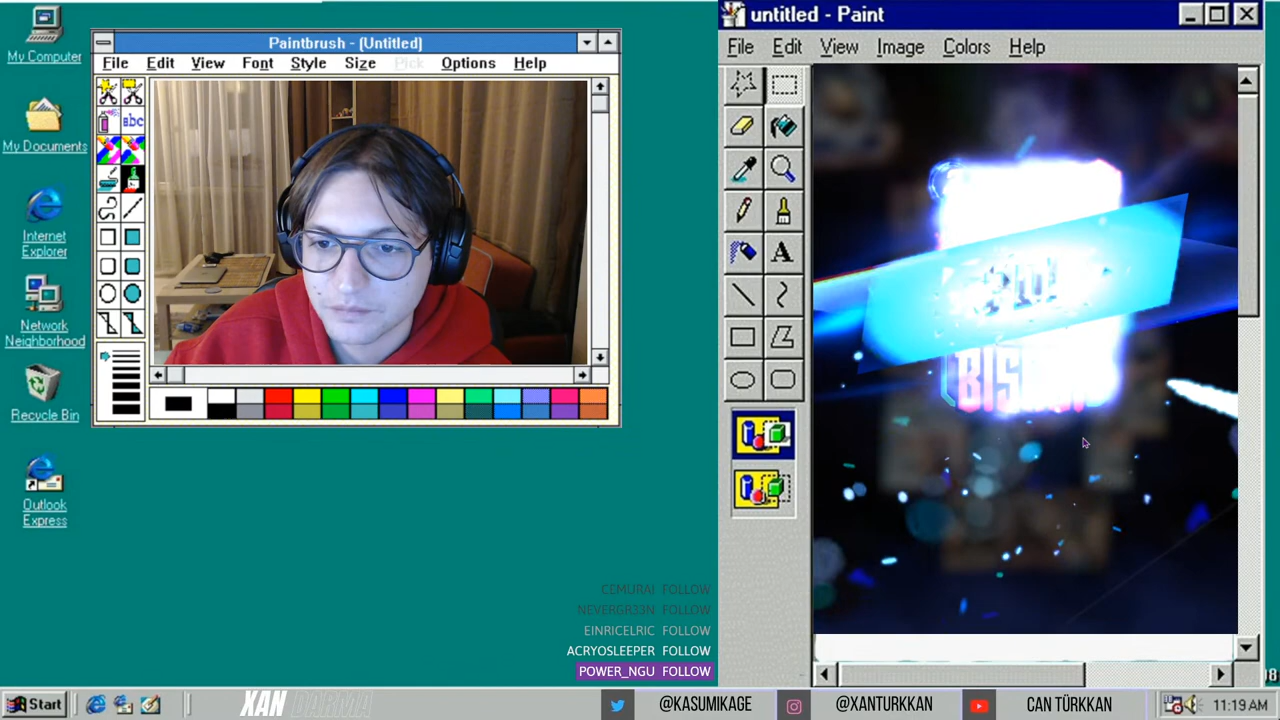 My Computer
My Documents
Internet
Explorer
Network
Neighborhood
Recycle Bin
Outlook
Express
Paintbrush - (Untitled)
File Edit View Font Style Size Pick Options Help
abc
untitled - Paint
File Edit View Image Colors Help
A
CEMURAI FOLLOW
NEVERGR33N FOLLOW
EINRICELRIC FOLLOW
ACRYOSLEEPER FOLLOW
POWER_NGU FOLLOW
Start
XAN DARMA
@KASUMIKAGE
@XANTURKKAN
CAN TÜRKKAN
11:19 AM